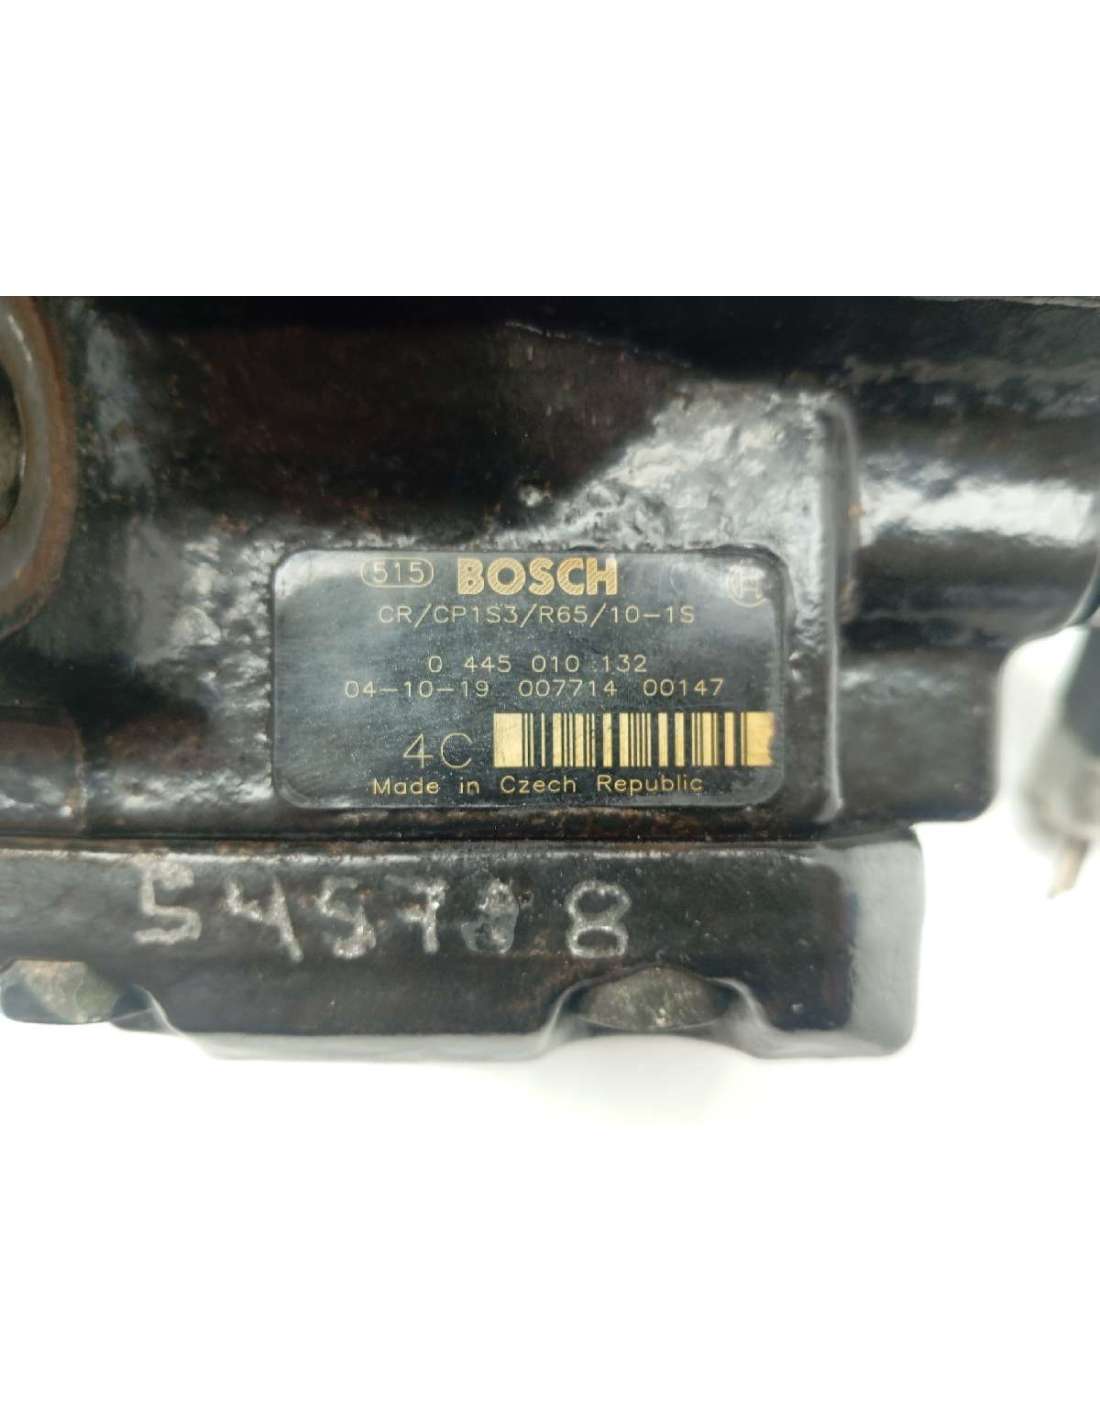 515 BOSCH H
CR/CP1S3/R65/10-1S
0 445 010 132
04-10-19 007714 00147
4C
Made in Czech Republic